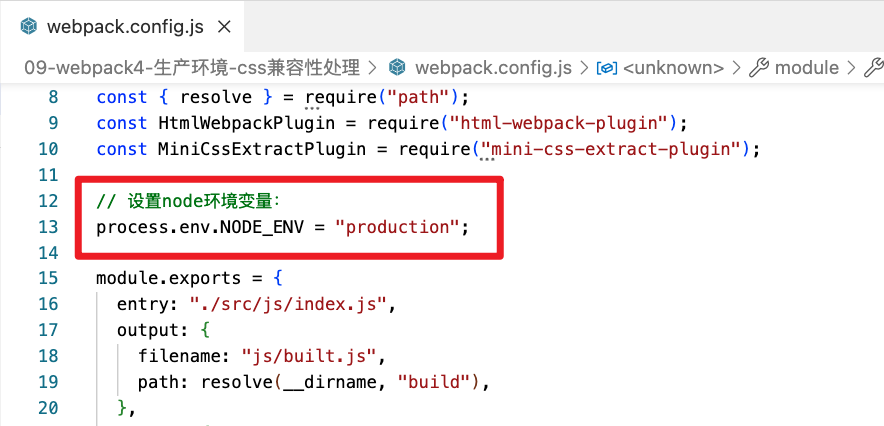 webpack.config.js ×
09-webpack4-生产环境-css兼容性处理 > webpack.config.js > <unknown> > module >
8 const { resolve } = require("path");
9 const HtmlWebpackPlugin = require("html-webpack-plugin");
10 const MiniCssExtractPlugin = require("mini-css-extract-plugin");
11
12 // 设置node环境变量:
13 process.env.NODE_ENV = "production";
14
15 module.exports = {
16 entry: "./src/js/index.js",
17 output: {
18 filename: "js/built.js",
19 path: resolve(__dirname, "build"),
20 },